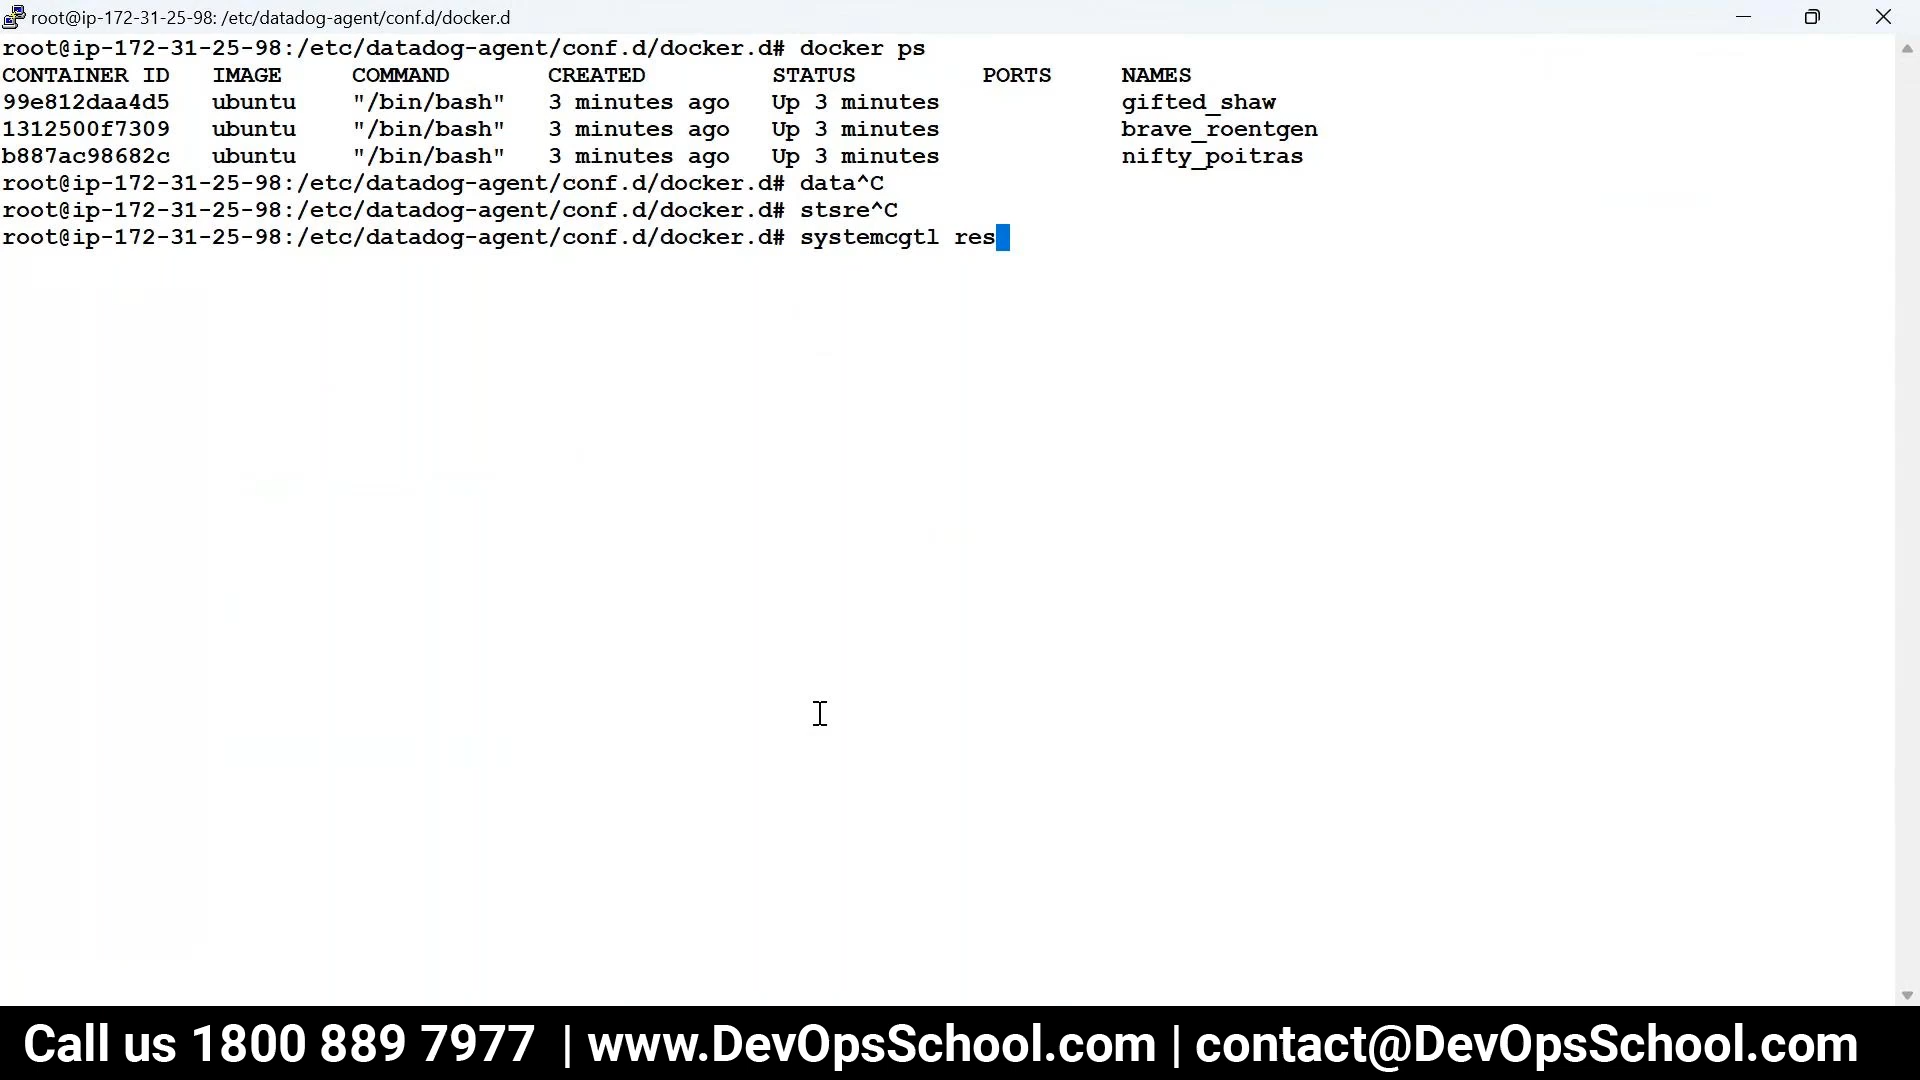 root@ip-172-31-25-98: /etc/datadog-agent/conf.d/docker.d
root@ip-172-31-25-98:/etc/datadog-agent/conf.d/docker.d# docker ps
CONTAINER ID   IMAGE     COMMAND       CREATED         STATUS         PORTS     NAMES
99e812daa4d5   ubuntu    "/bin/bash"   3 minutes ago   Up 3 minutes             gifted_shaw
1312500f7309   ubuntu    "/bin/bash"   3 minutes ago   Up 3 minutes             brave_roentgen
b887ac98682c   ubuntu    "/bin/bash"   3 minutes ago   Up 3 minutes             nifty_poitras
root@ip-172-31-25-98:/etc/datadog-agent/conf.d/docker.d# data^C
root@ip-172-31-25-98:/etc/datadog-agent/conf.d/docker.d# stsre^C
root@ip-172-31-25-98:/etc/datadog-agent/conf.d/docker.d# systemcgtl res
Call us 1800 889 7977 | www.DevOpsSchool.com | contact@DevOpsSchool.com